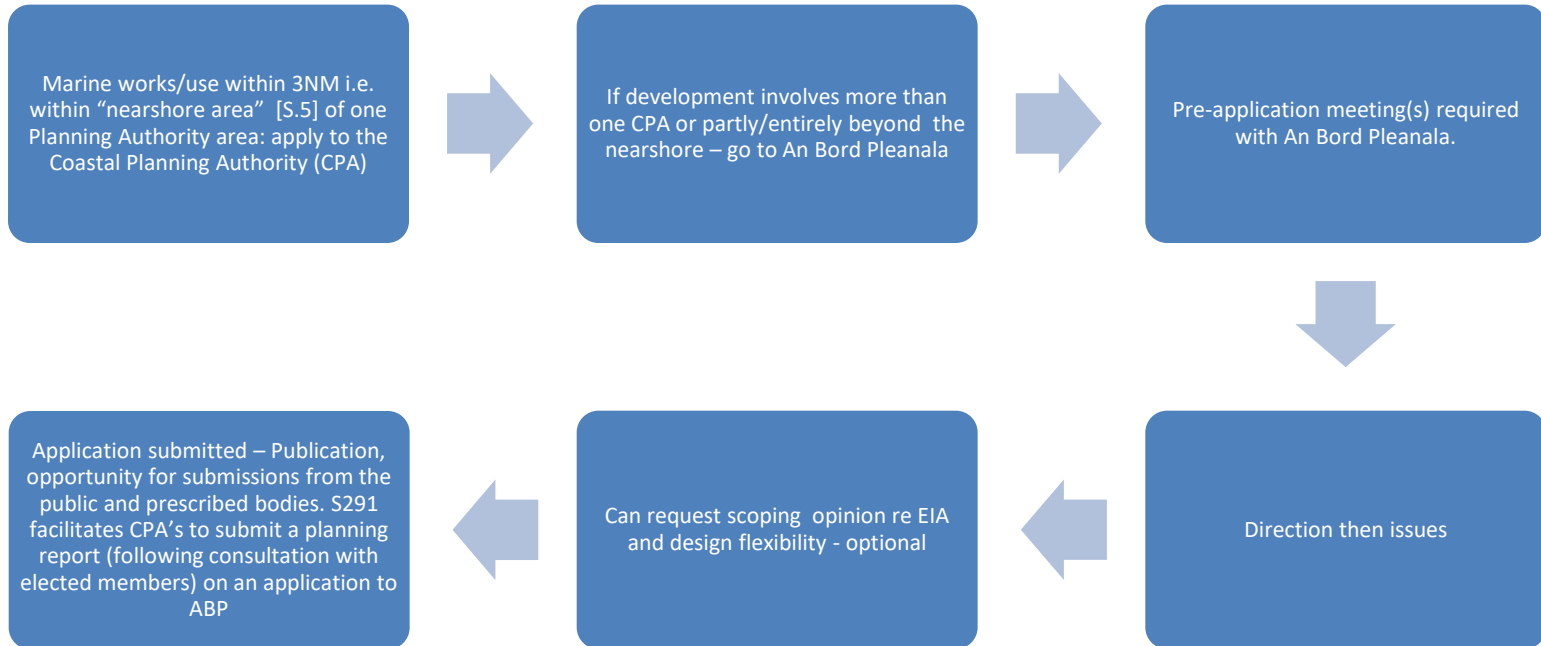 Marine works/use within 3NM i.e.
within “nearshore area”  [S.5] of one
Planning Authority area: apply to the
Coastal Planning Authority (CPA)
If development involves more than
one CPA or partly/entirely beyond  the
nearshore – go to An Bord Pleanala
Pre-application meeting(s) required
with An Bord Pleanala.
Direction then issues
Can request scoping  opinion re EIA
and design flexibility - optional
Application submitted – Publication,
opportunity for submissions from the
public and prescribed bodies. S291
facilitates CPA’s to submit a planning
report (following consultation with
elected members) on an application to
ABP